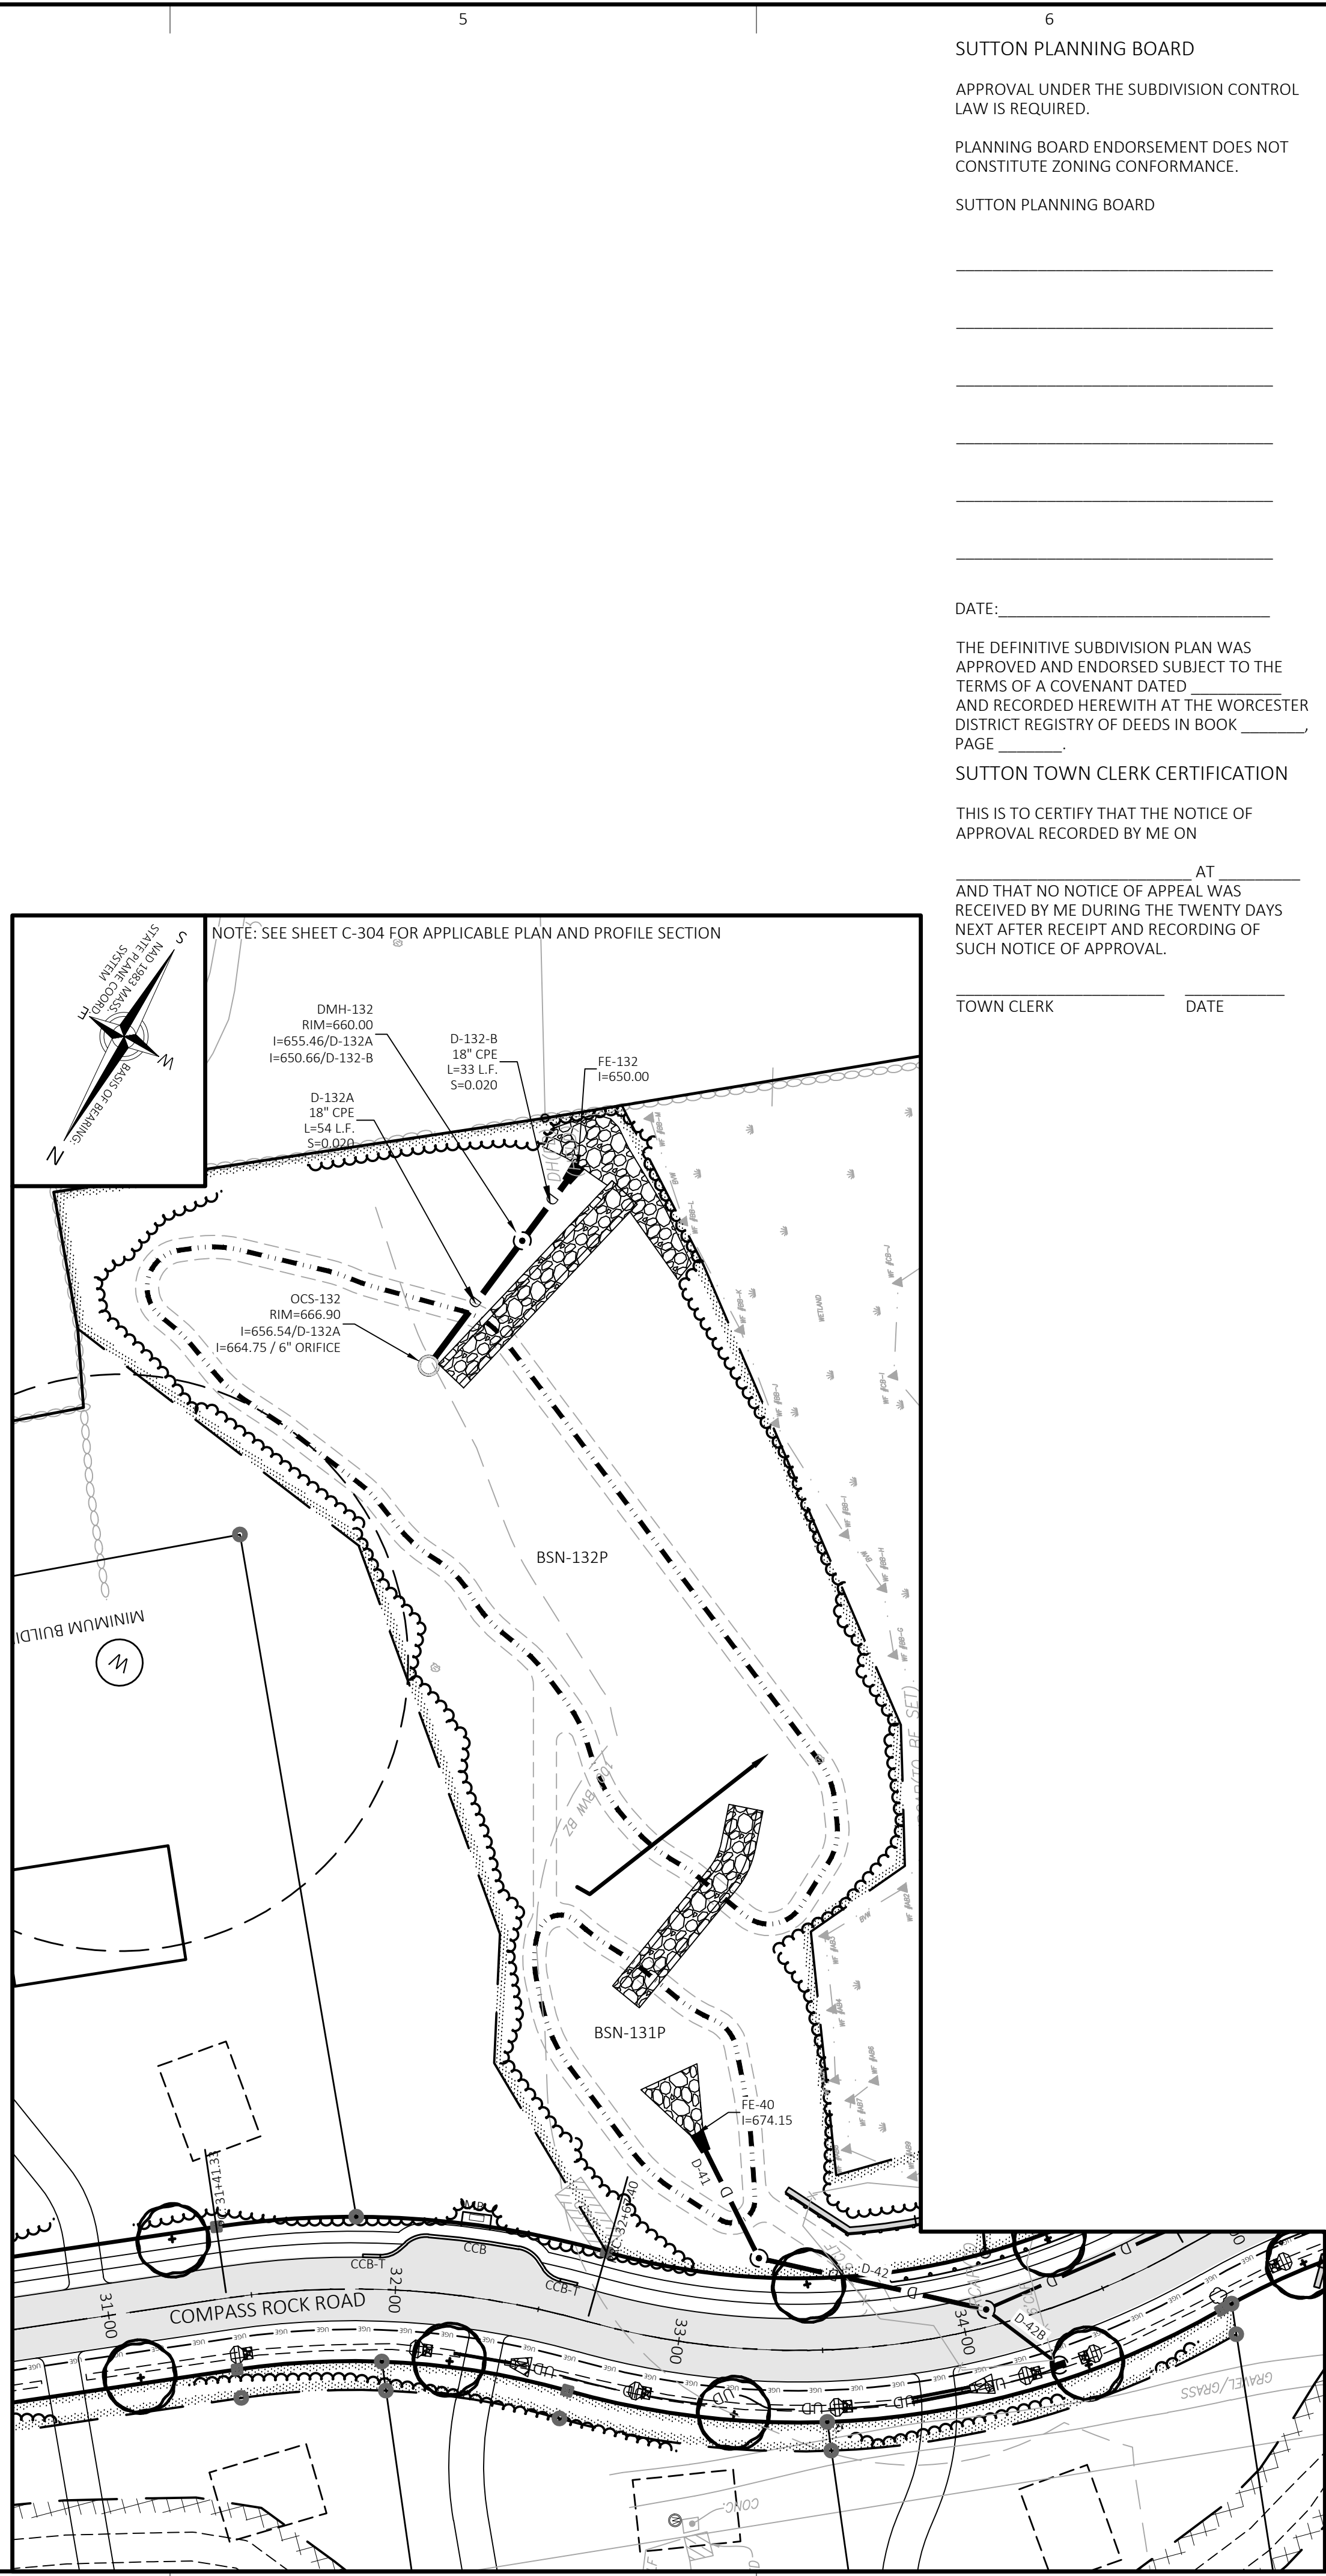 5
6
SUTTON PLANNING BOARD
APPROVAL UNDER THE SUBDIVISION CONTROL
LAW IS REQUIRED.
PLANNING BOARD ENDORSEMENT DOES NOT
CONSTITUTE ZONING CONFORMANCE.
SUTTON PLANNING BOARD
DATE:
THE DEFINITIVE SUBDIVISION PLAN WAS
APPROVED AND ENDORSED SUBJECT TO THE
TERMS OF A COVENANT DATED
AND RECORDED HEREWITH AT THE WORCESTER
DISTRICT REGISTRY OF DEEDS IN BOOK ,
PAGE .
SUTTON TOWN CLERK CERTIFICATION
THIS IS TO CERTIFY THAT THE NOTICE OF
APPROVAL RECORDED BY ME ON
AT
AND THAT NO NOTICE OF APPEAL WAS
RECEIVED BY ME DURING THE TWENTY DAYS
NEXT AFTER RECEIPT AND RECORDING OF
SUCH NOTICE OF APPROVAL.
TOWN CLERK DATE
NOTE: SEE SHEET C-304 FOR APPLICABLE PLAN AND PROFILE SECTION
NAD 1983 MASS.
STATE PLANE COORD.
SYSTEM
S
E
W
N
BASIS OF BEARING:
DMH-132
RIM=660.00
I=655.46/D-132A
I=650.66/D-132-B
D-132-B
18" CPE
L=33 L.F.
S=0.020
FE-132
I=650.00
D-132A
18" CPE
L=54 L.F.
S=0.020
OCS-132
RIM=666.90
I=656.54/D-132A
I=664.75 / 6" ORIFICE
WETLAND
BSN-132P
MINIMUM BUILDI
W
BVW BZ
BSN-131P
FE-40
I=674.15
D-41
D
D-42
D
D
D
D-42B
CCB-T
CCB
CCB-T
31+00
32+00
33+00
34+00
COMPASS ROCK ROAD
UD
UD
UD
UD
UD
GRAVEL/GRASS
CONC.
W